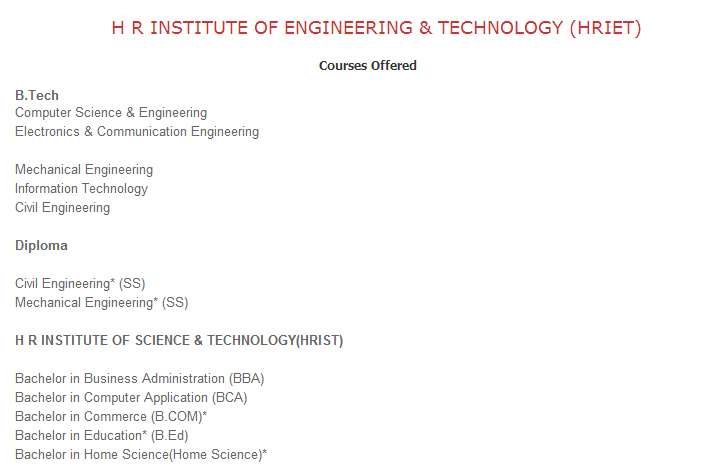 H R INSTITUTE OF ENGINEERING & TECHNOLOGY (HRIET)
Courses Offered
B.Tech
Computer Science & Engineering
Electronics & Communication Engineering
Mechanical Engineering
Information Technology
Civil Engineering
Diploma
Civil Engineering* (SS)
Mechanical Engineering* (SS)
H R INSTITUTE OF SCIENCE & TECHNOLOGY(HRIST)
Bachelor in Business Administration (BBA)
Bachelor in Computer Application (BCA)
Bachelor in Commerce (B.COM)*
Bachelor in Education* (B.Ed)
Bachelor in Home Science(Home Science)*